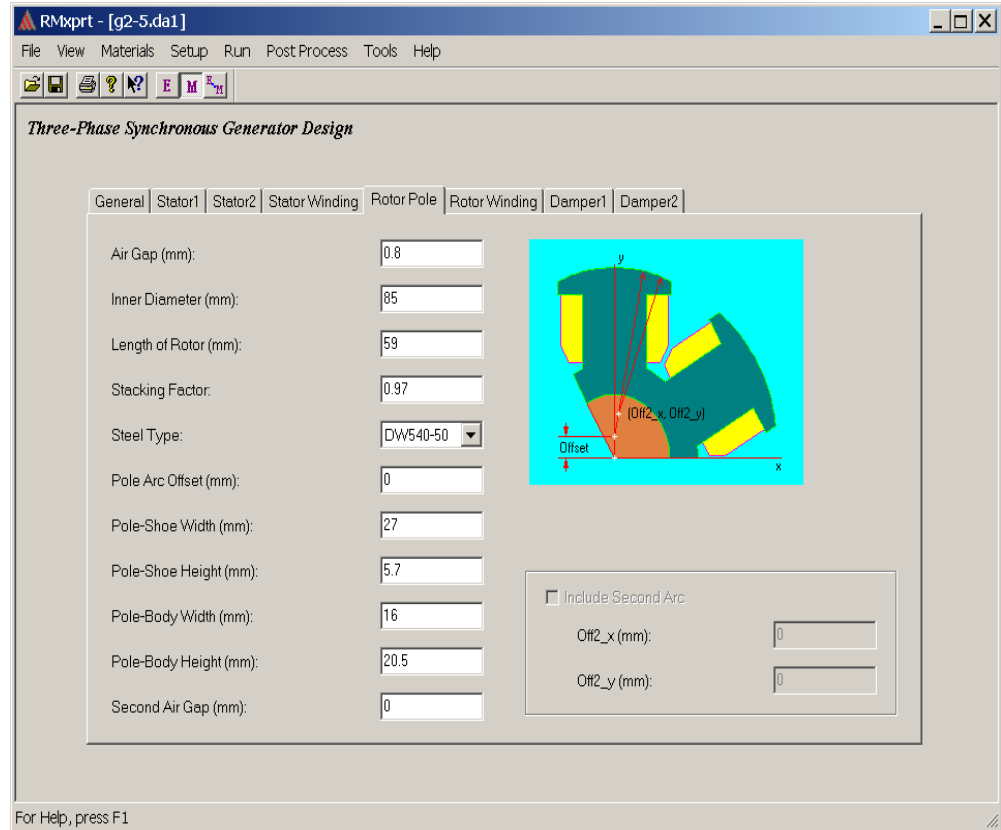 RMxprt - [g2-5.da1]
File View Materials Setup Run Post Process Tools Help
E M E M
Three-Phase Synchronous Generator Design
General Stator1 Stator2 Stator Winding Rotor Pole Rotor Winding Damper1 Damper2
Air Gap (mm): 0.8
Inner Diameter (mm): 85
Length of Rotor (mm): 59
Stacking Factor: 0.97
Steel Type: DW540-50
Pole Arc Offset (mm): 0
Pole-Shoe Width (mm): 27
Pole-Shoe Height (mm): 5.7
Pole-Body Width (mm): 16
Pole-Body Height (mm): 20.5
Second Air Gap (mm): 0
y
(Off2_x, Off2_y)
Offset
x
Include Second Arc
Off2_x (mm): 0
Off2_y (mm): 0
For Help, press F1